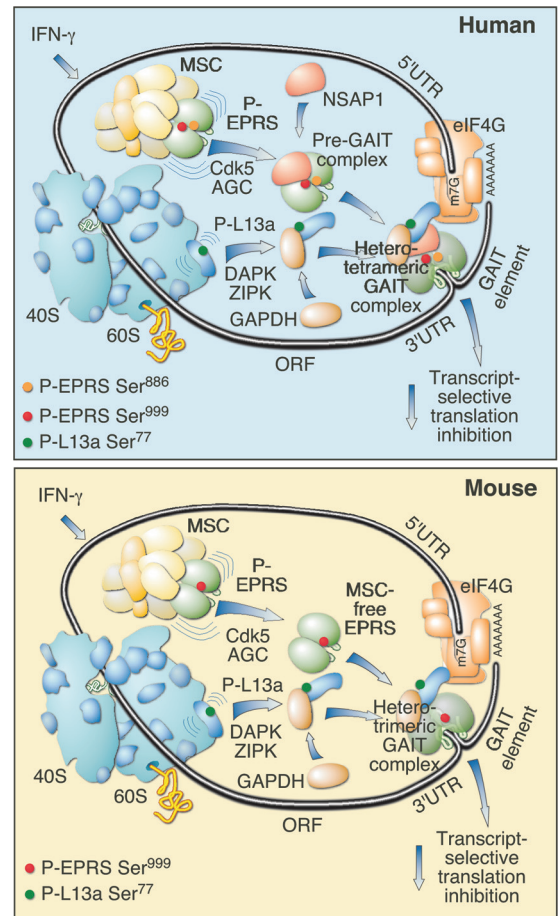 Human
IFN-γ
MSC
P-
EPRS
NSAP1
5'UTR
eIF4G
Pre-GAIT
complex
Cdk5
AGC
m7G
AAAAAAA
P-L13a
DAPK
ZIPK
Hetero-
tetrameric
GAIT
complex
GAIT
element
GAPDH
40S
60S
3'UTR
ORF
P-EPRS Ser886
P-EPRS Ser999
P-L13a Ser77
Transcript-
selective
translation
inhibition
Mouse
IFN-γ
MSC
P-
EPRS
5'UTR
eIF4G
MSC-
free
EPRS
Cdk5
AGC
m7G
AAAAAAA
P-L13a
DAPK
ZIPK
Hetero-
trimeric
GAIT
complex
GAIT
element
GAPDH
40S
60S
3'UTR
ORF
P-EPRS Ser999
P-L13a Ser77
Transcript-
selective
translation
inhibition